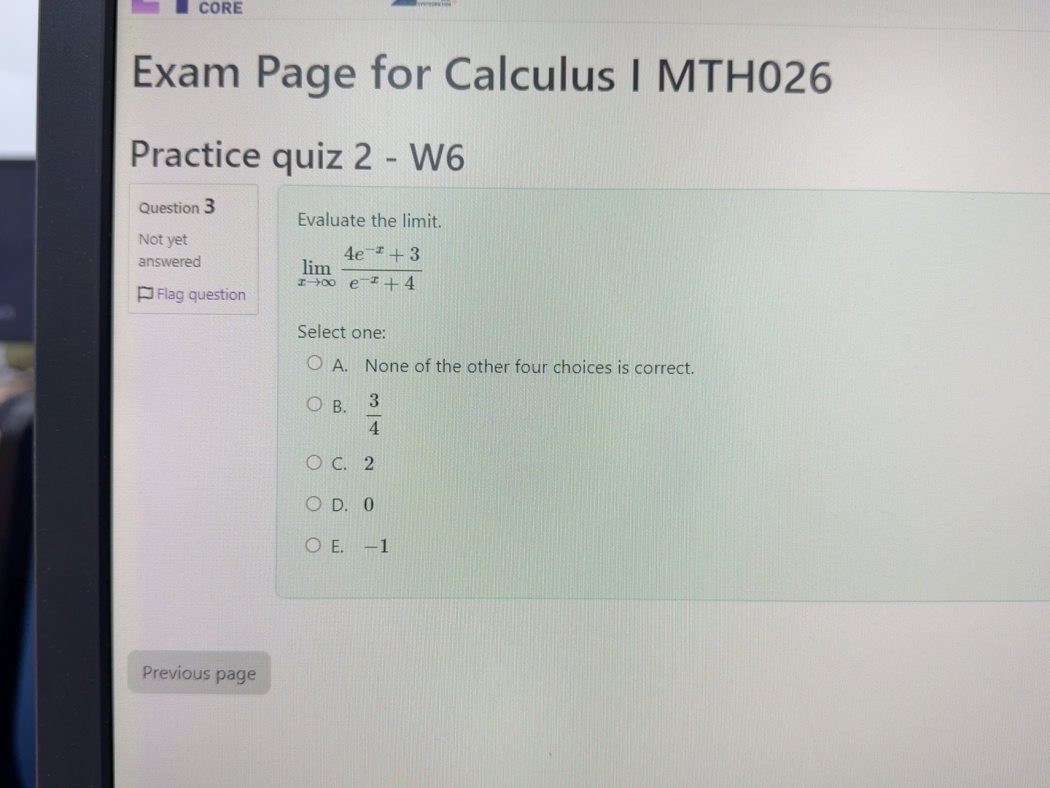 CORE
Exam Page for Calculus I MTH026
Practice quiz 2 - W6
Question 3
Not yet
answered
Flag question
Evaluate the limit.
lim x→∞ (4e^{-x} + 3)/(e^{-x} + 4)
Select one:
A. None of the other four choices is correct.
B. 3/4
C. 2
D. 0
E. −1
Previous page